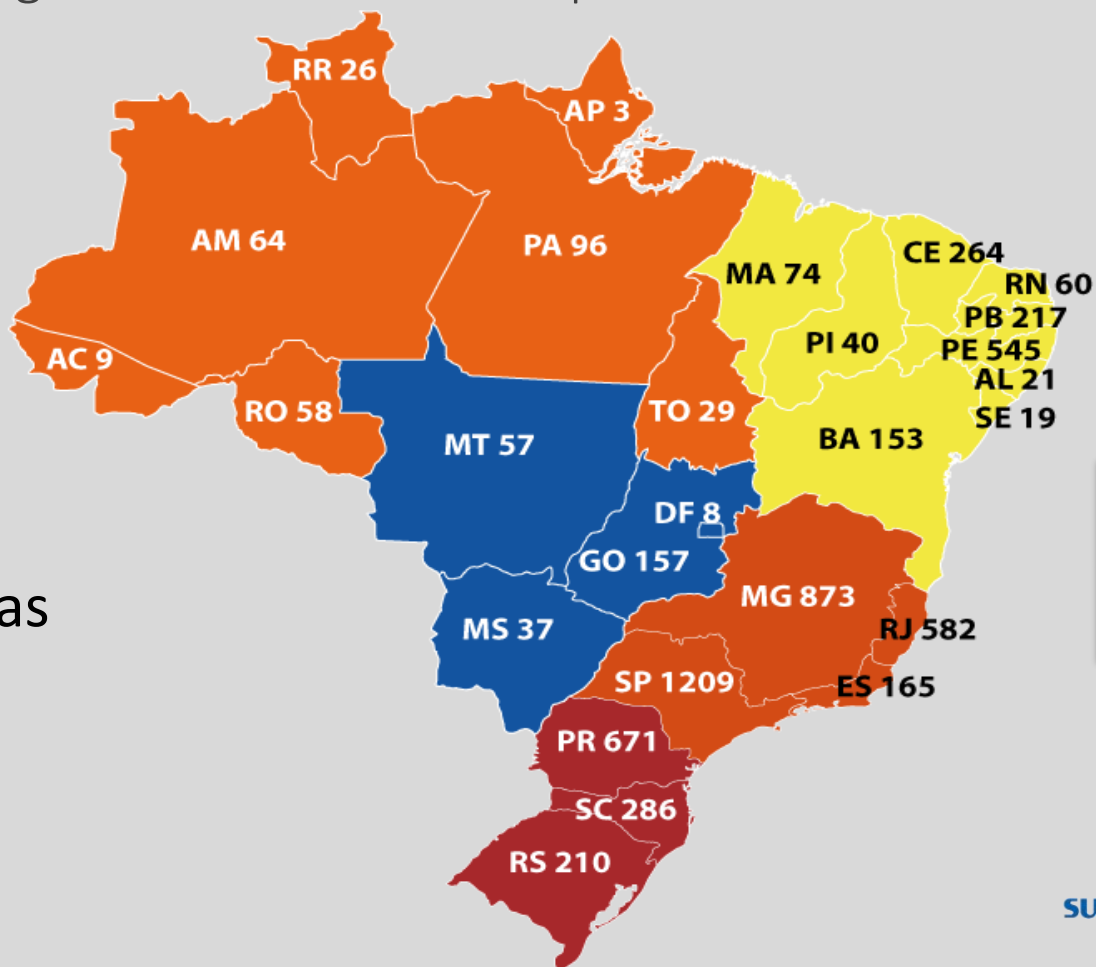 RR 26
AP 3
AM 64
PA 96
MA 74
CE 264
RN 60
PB 217
PI 40
PE 545
AL 21
AC 9
RO 58
TO 29
SE 19
BA 153
MT 57
DF 8
GO 157
as
MG 873
MS 37
RJ 582
SP 1209
ES 165
PR 671
SC 286
RS 210
SU